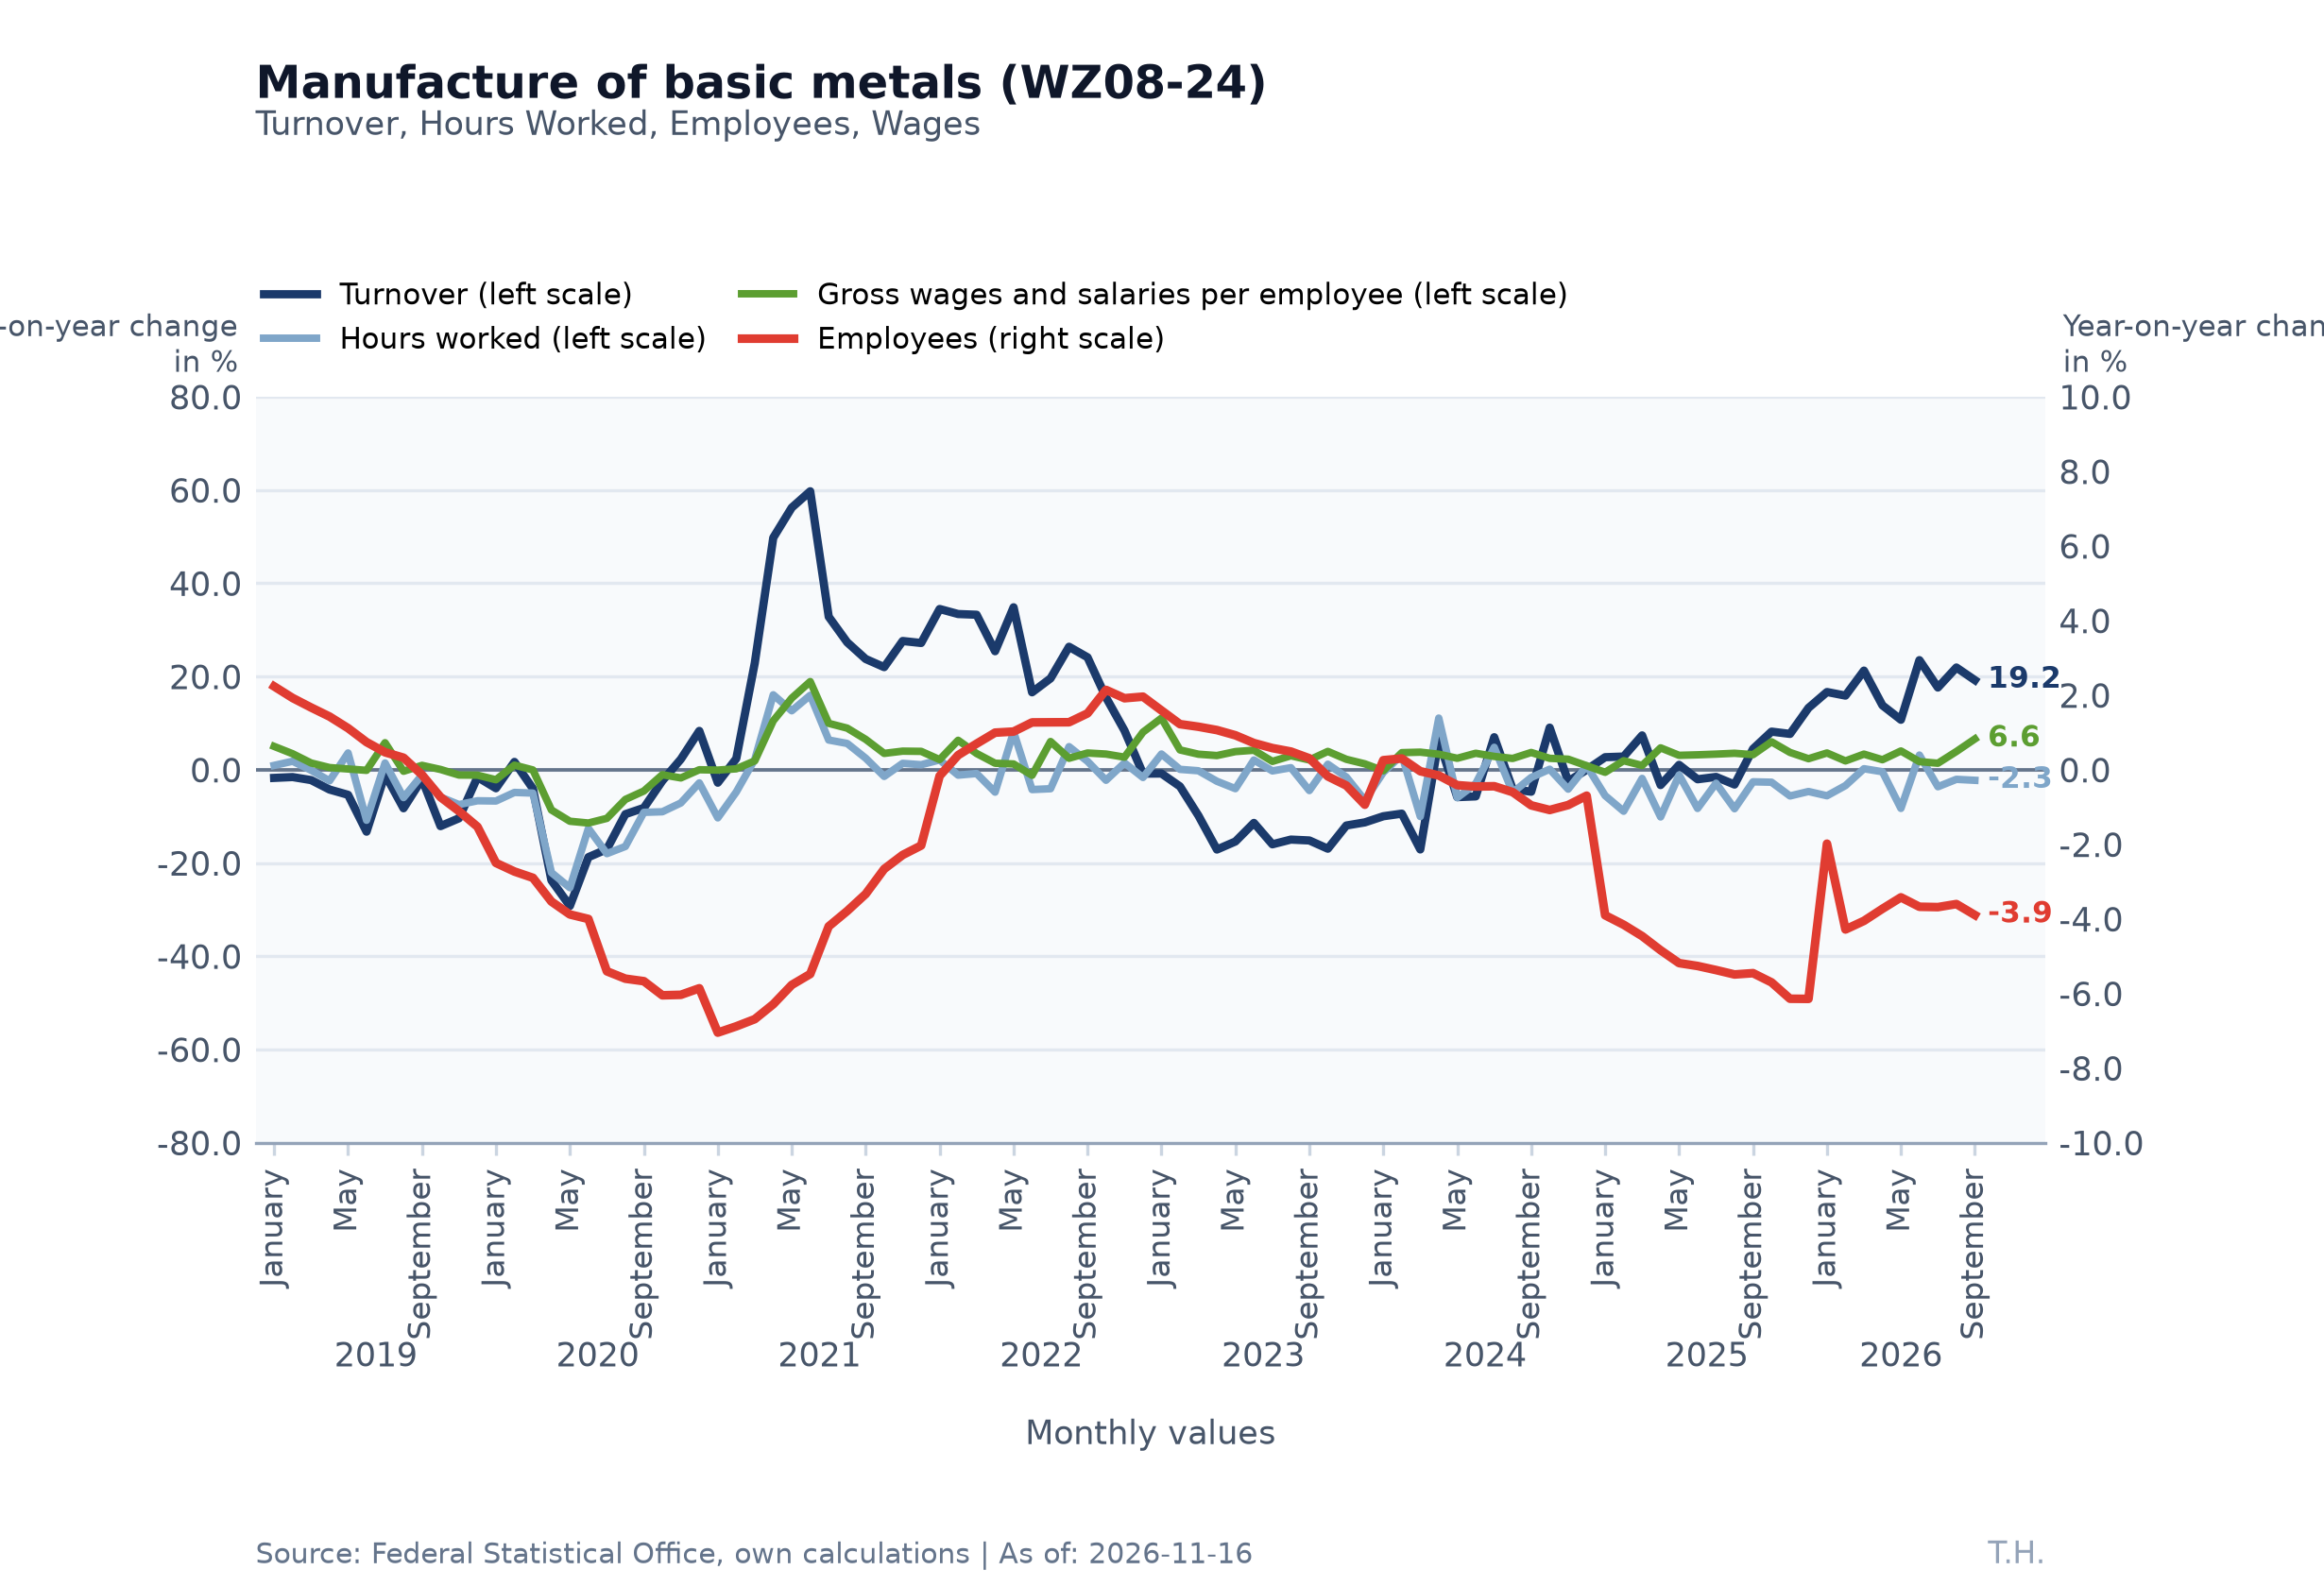 Manufacture of basic metals (WZ08-24)
Turnover, Hours Worked, Employees, Wages
Turnover (left scale)
Gross wages and salaries per employee (left scale)
Hours worked (left scale)
Employees (right scale)
-on-year change
in %
Year-on-year chan
in %
80.0
60.0
40.0
20.0
0.0
-20.0
-40.0
-60.0
-80.0
10.0
8.0
6.0
4.0
2.0
0.0
-2.0
-4.0
-6.0
-8.0
-10.0
19.2
6.6
-2.3
-3.9
January
May
September
January
May
September
January
May
September
January
May
September
January
May
September
January
May
September
January
May
September
January
May
September
2019
2020
2021
2022
2023
2024
2025
2026
Monthly values
Source: Federal Statistical Office, own calculations | As of: 2026-11-16
T.H.